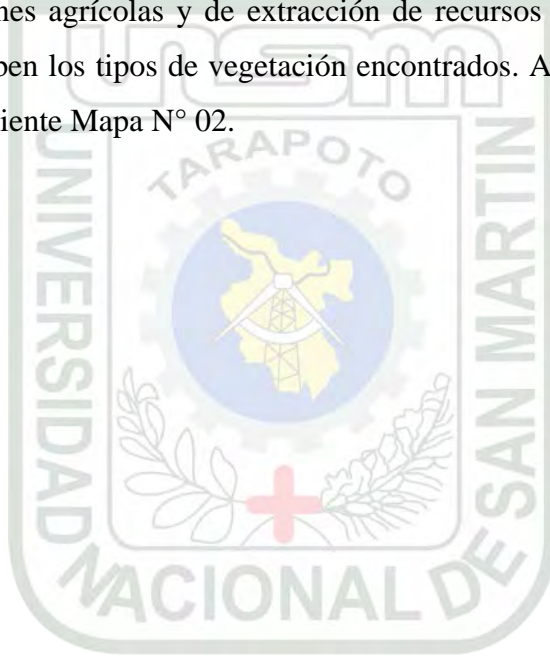 nes agrícolas y de extracción de recursos
ben los tipos de vegetación encontrados. A
iente Mapa N° 02.
unsm
TARAPOTO
UNIVERSIDAD
NACIONAL DE
SAN MARTIN